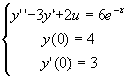 y''−3y'+2u = 6e⁻ˣ
y(0) = 4
y'(0) = 3